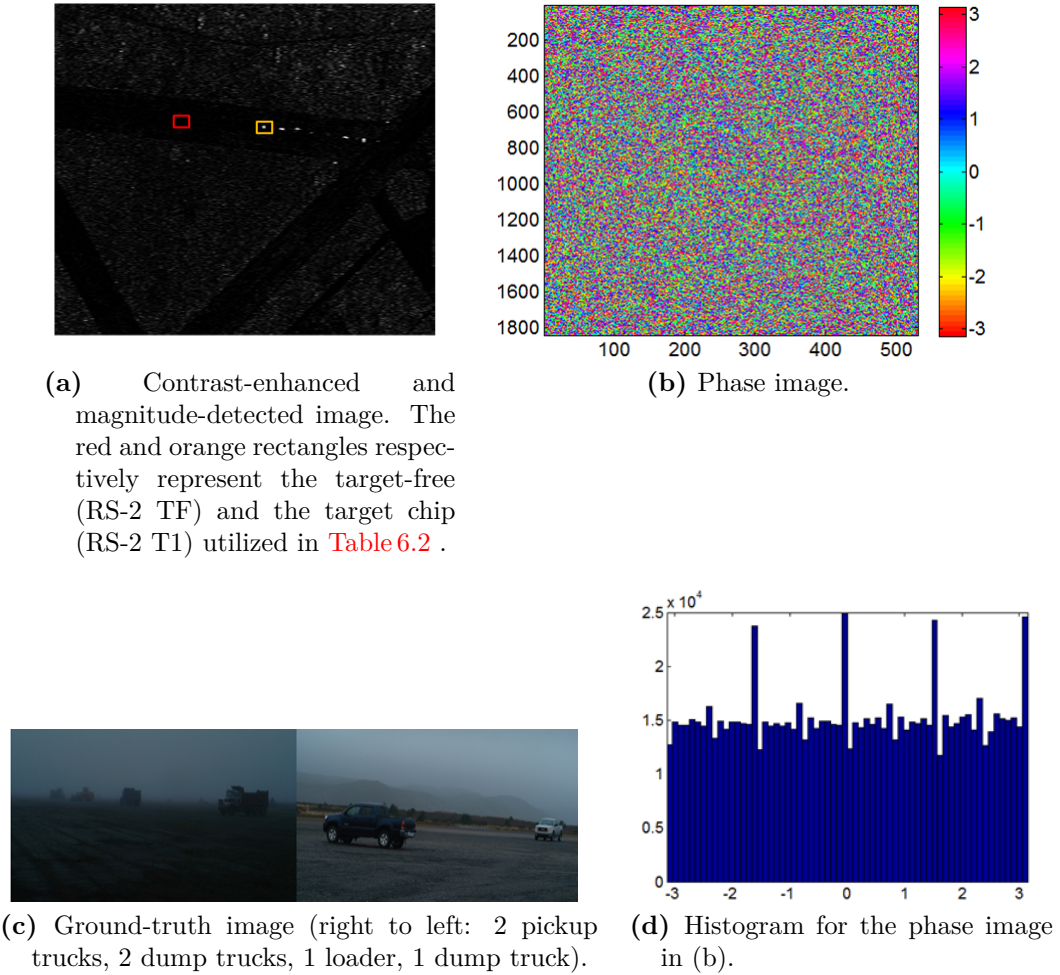 200
400
600
800
1000
1200
1400
1600
1800
100 200 300 400 500
3
2
1
0
-1
-2
-3
(a) Contrast-enhanced and
magnitude-detected image. The
red and orange rectangles respec-
tively represent the target-free
(RS-2 TF) and the target chip
(RS-2 T1) utilized in Table 6.2 .
(b) Phase image.
x 10^4
2.5
2
1.5
1
0.5
0
-3 -2 -1 0 1 2 3
(c) Ground-truth image (right to left: 2 pickup
trucks, 2 dump trucks, 1 loader, 1 dump truck).
(d) Histogram for the phase image
in (b).